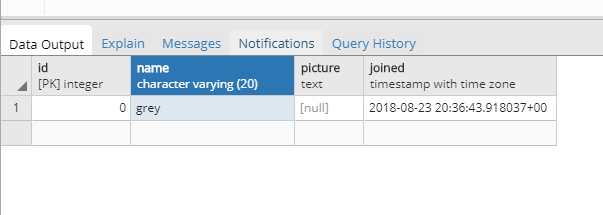 Data Output Explain Messages Notifications Query History
id name picture joined
[PK] integer character varying (20) text timestamp with time zone
1 0 grey [null] 2018-08-23 20:36:43.918037+00